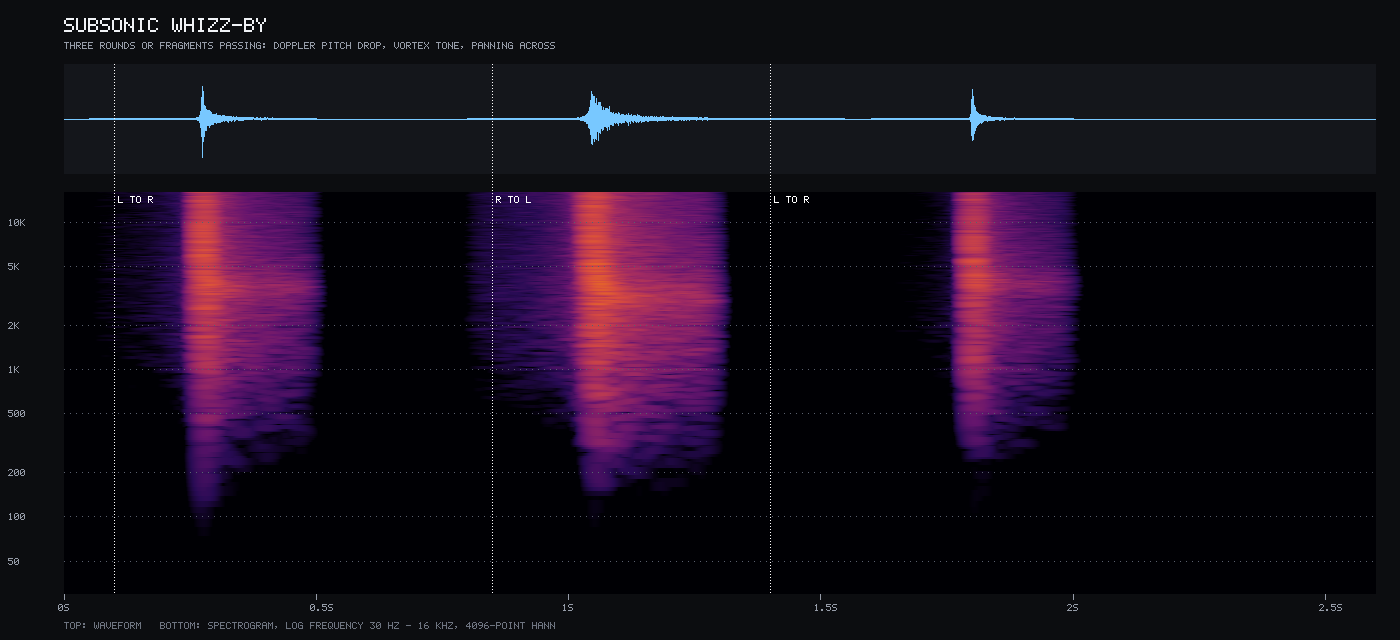 SUBSONIC WHIZZ-BY
THREE ROUNDS OR FRAGMENTS PASSING: DOPPLER PITCH DROP, VORTEX TONE, PANNING ACROSS
L TO R
R TO L
L TO R
10K
5K
2K
1K
500
200
100
50
0S
0.5S
1S
1.5S
2S
2.5S
TOP: WAVEFORM BOTTOM: SPECTROGRAM, LOG FREQUENCY 30 HZ - 16 KHZ, 4096-POINT HANN